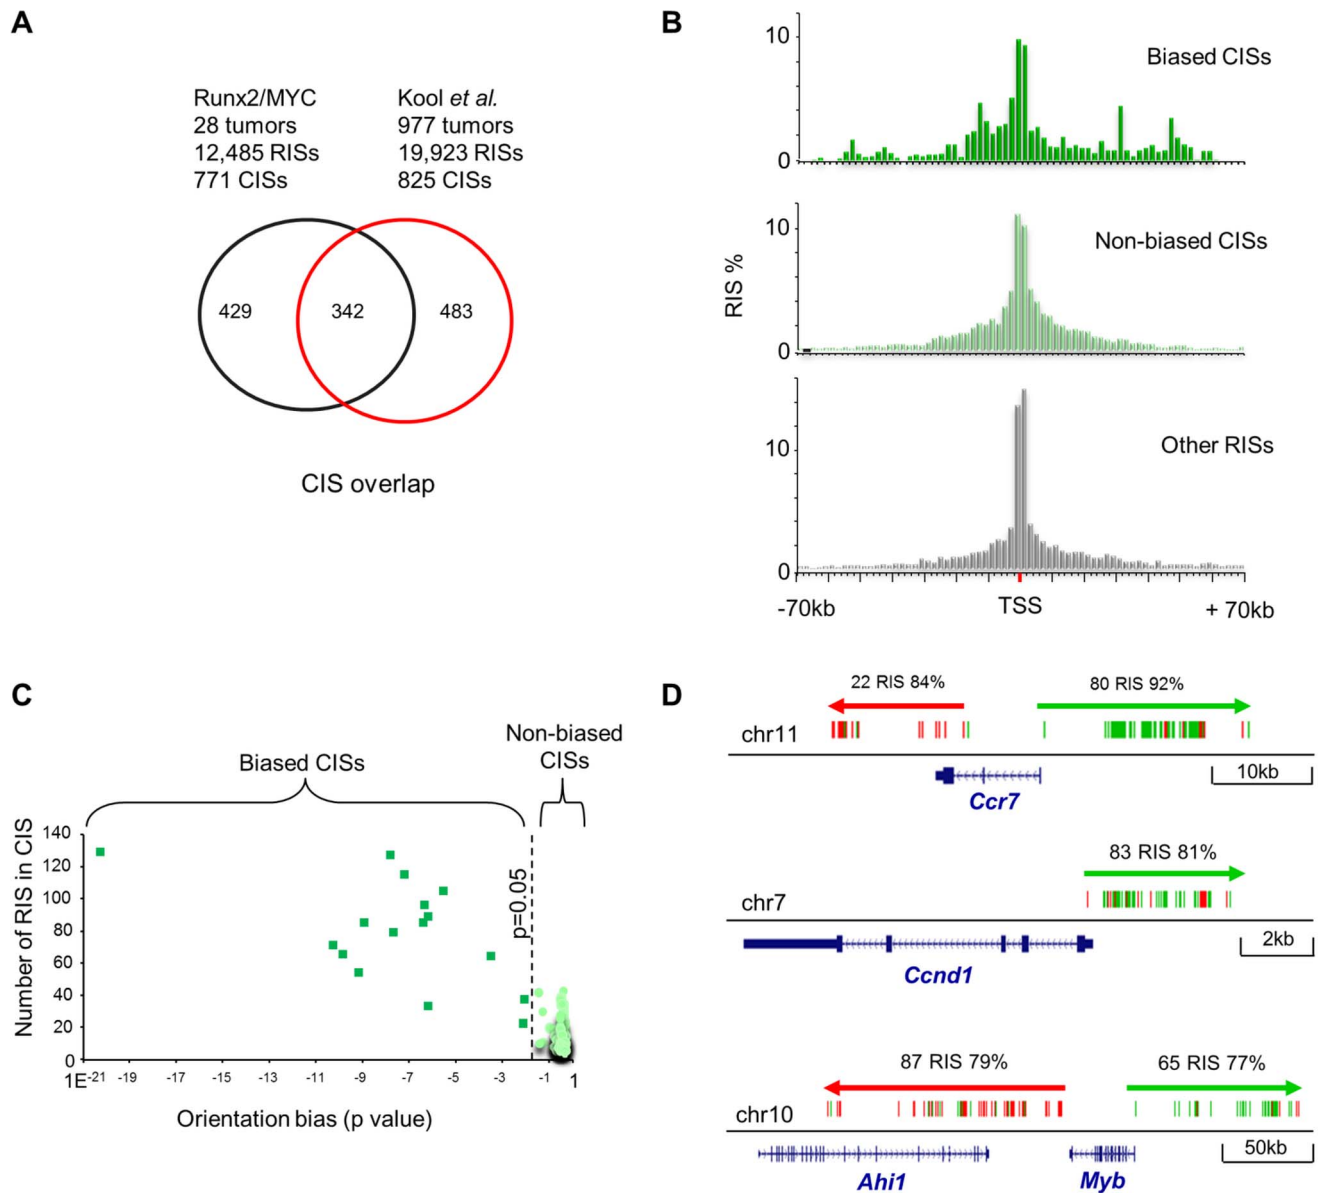 A
Runx2/MYC
28 tumors
12,485 RISs
771 CISs
Kool et al.
977 tumors
19,923 RISs
825 CISs
429
342
483
CIS overlap
B
RIS %
10
0
Biased CISs
10
0
Non-biased CISs
10
0
Other RISs
-70kb
TSS
+ 70kb
C
Biased CISs
Non-biased
CISs
Number of RIS in CIS
140
120
100
80
60
40
20
0
p=0.05
1E-21
-19
-17
-15
-13
-11
-9
-7
-5
-3
-1
1
Orientation bias (p value)
D
22 RIS 84%
80 RIS 92%
chr11
10kb
Ccr7
83 RIS 81%
chr7
2kb
Ccnd1
87 RIS 79%
65 RIS 77%
chr10
50kb
Ahi1
Myb